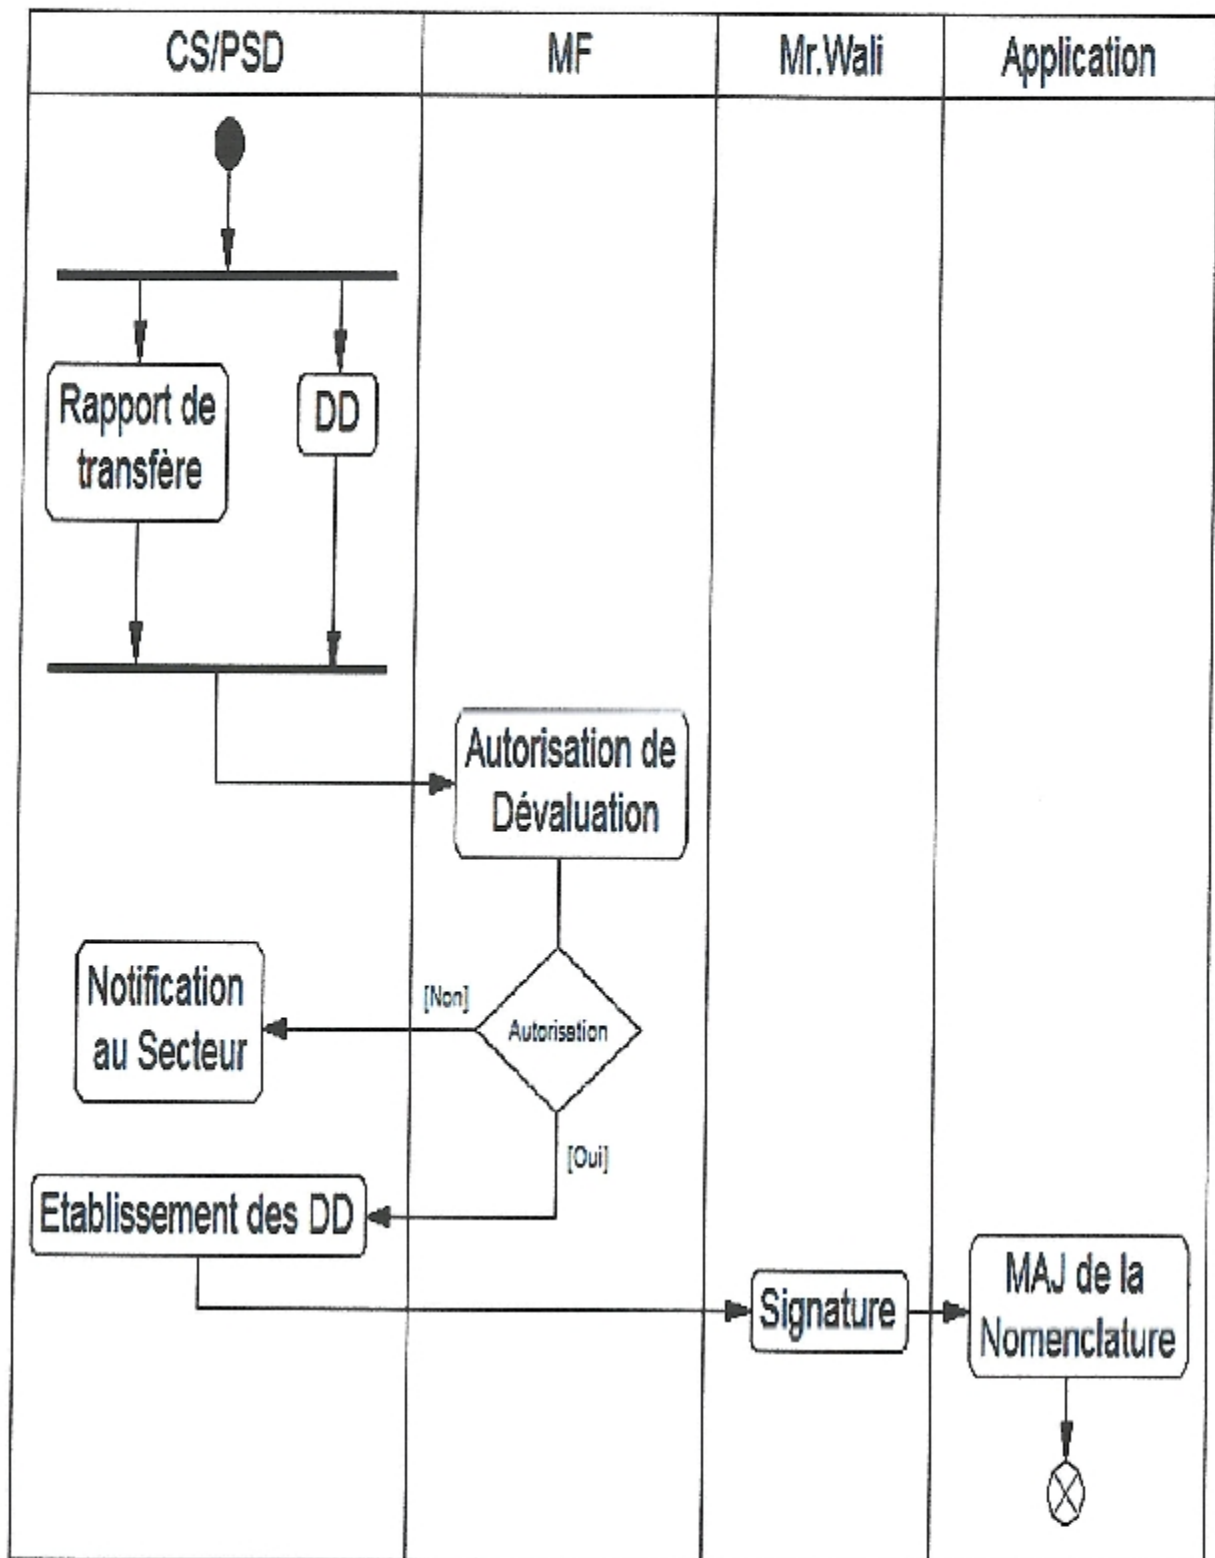 CS/PSD
MF
Mr.Wali
Application
Rapport de
transfère
DD
Autorisation de
Dévaluation
Notification
au Secteur
[Non]
Autorisation
[Oui]
Etablissement des DD
Signature
MAJ de la
Nomenclature